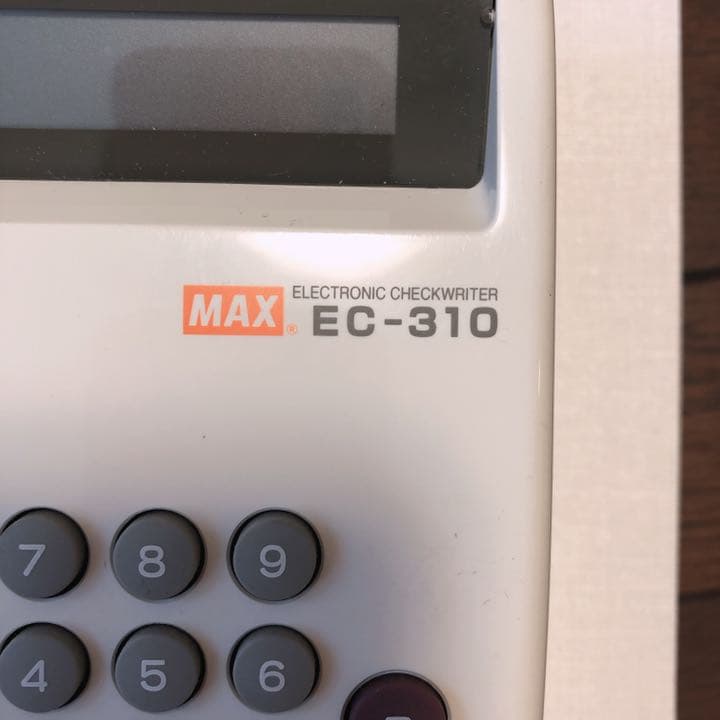 MAX® ELECTRONIC CHECKWRITER
EC-310
7 8 9
4 5 6